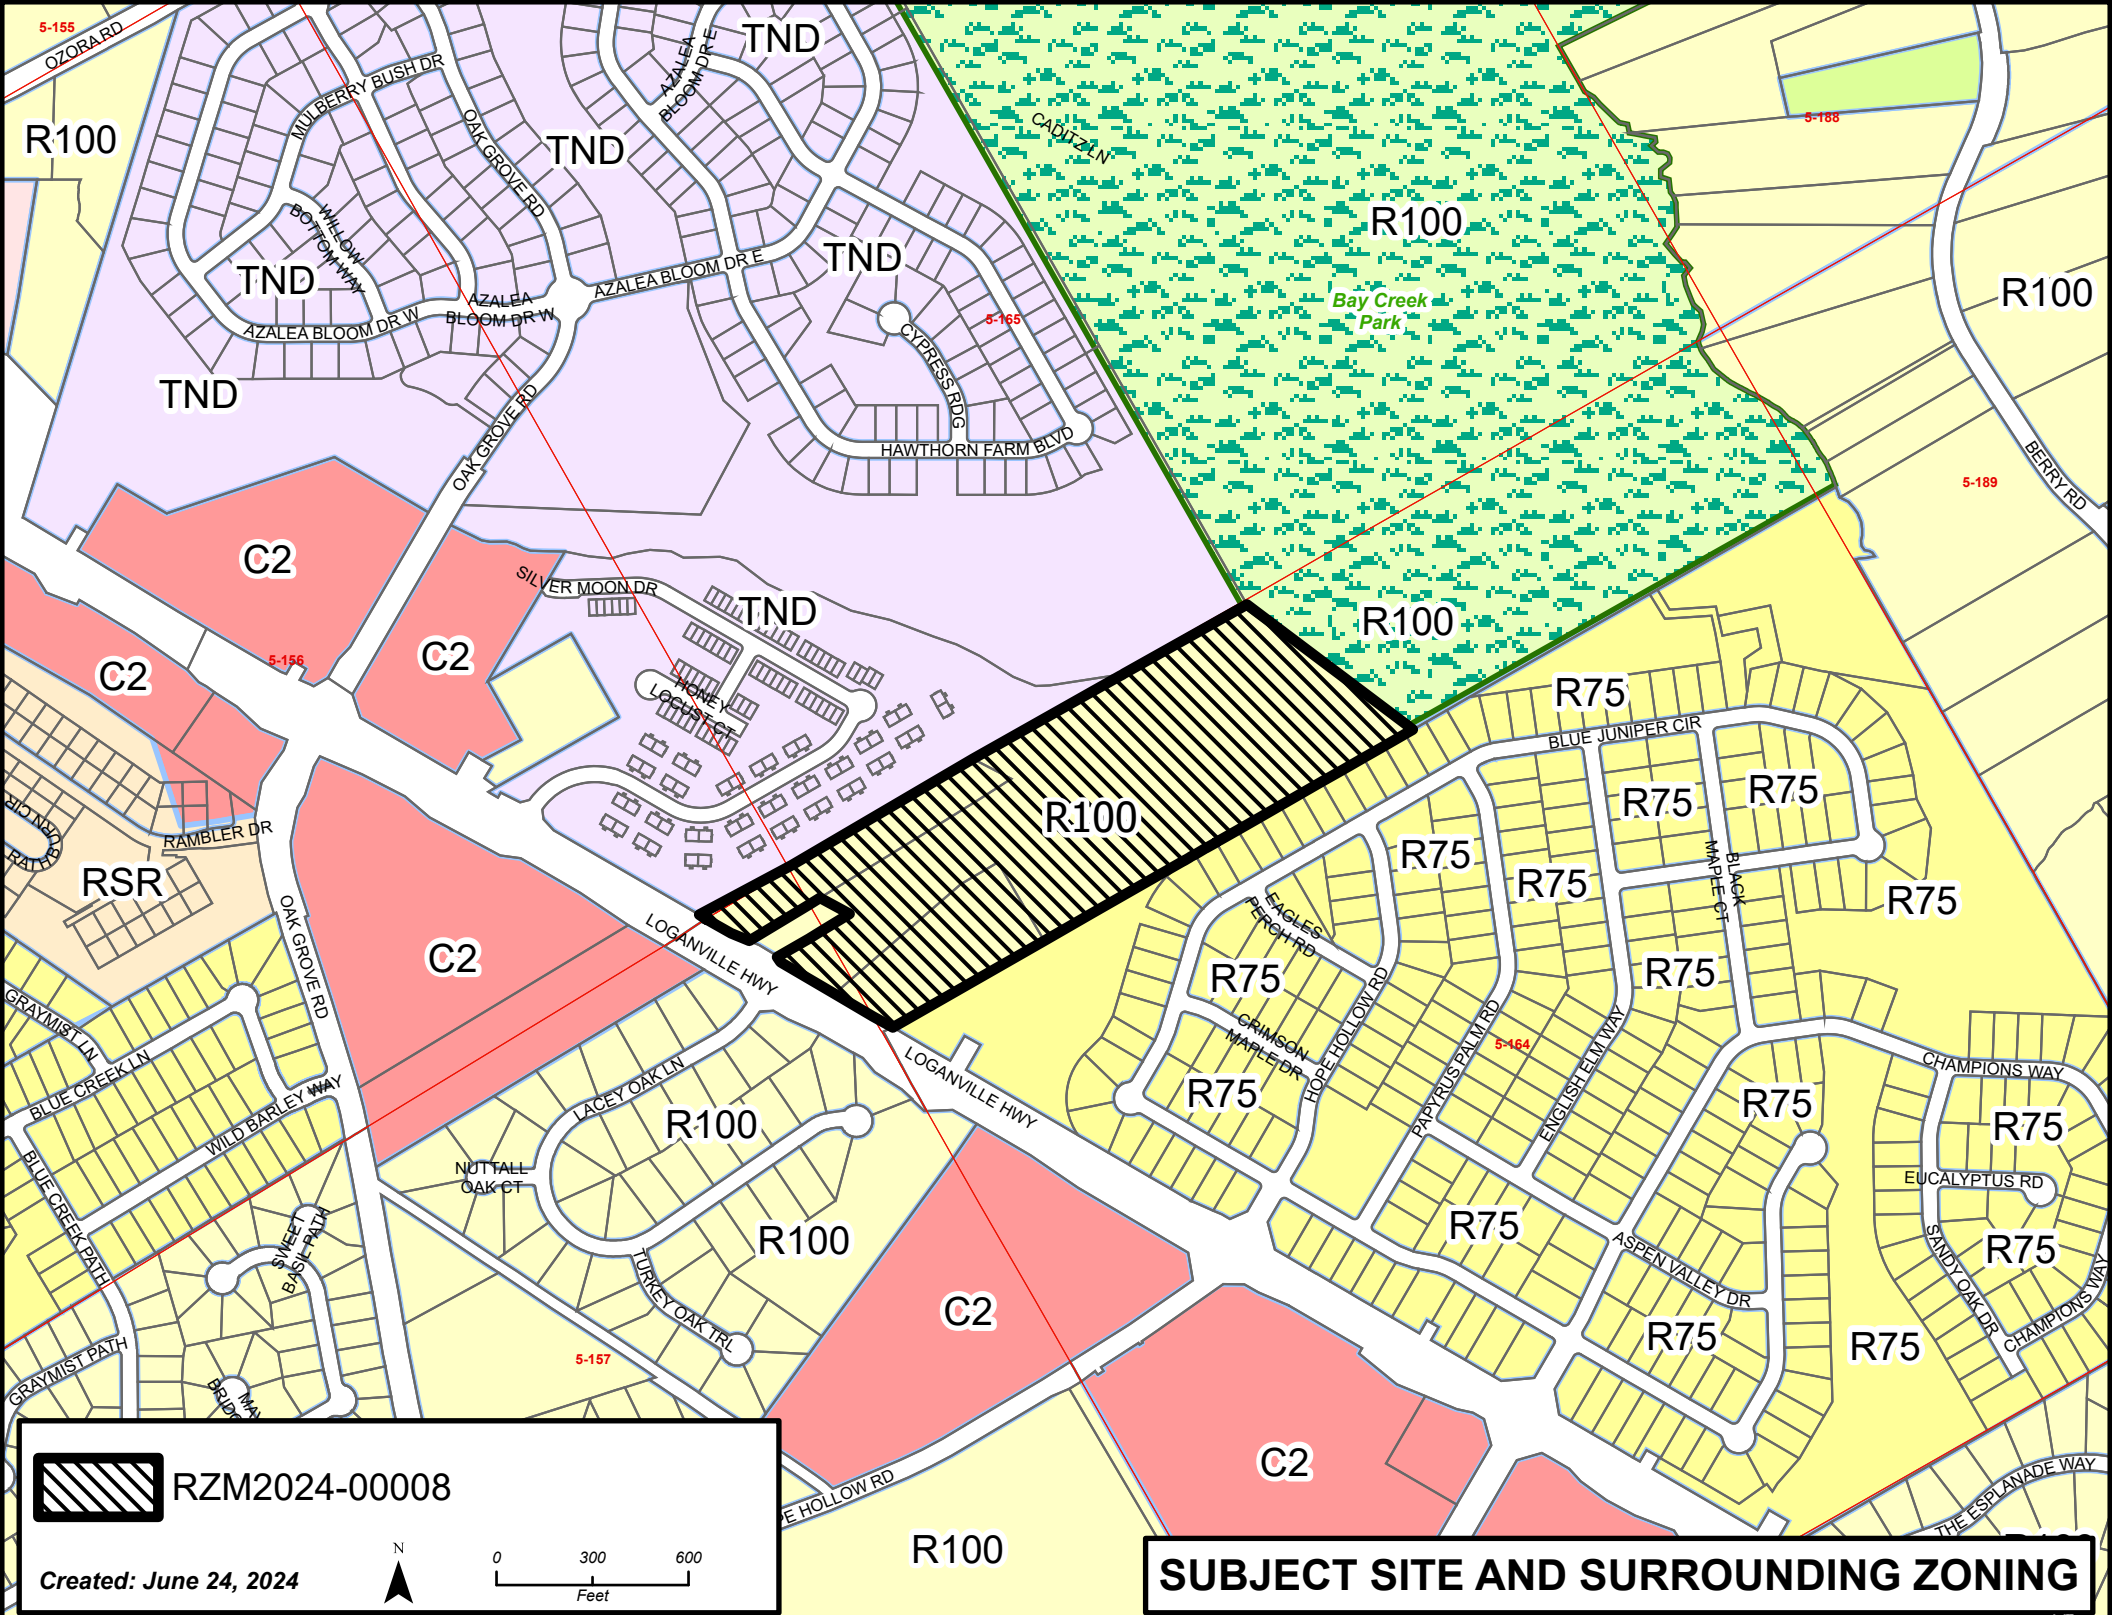 5-155
OZORA RD
R100
MULBERRY BUSH DR
OAK GROVE RD
TND
AZALEA
BLOOM DR E
TND
CADITZ LN
5-188
R100
R100
WILLOW
BOTTOM WAY
TND
AZALEA BLOOM DR W
AZALEA
BLOOM DR W
AZALEA BLOOM DR E
TND
5-165
CYPRESS RDG
HAWTHORN FARM BLVD
Bay Creek
Park
BERRY RD
5-189
TND
OAK GROVE RD
C2
C2
5-156
C2
SILVER MOON DR
TND
HONEY
LOCUST CT
R100
R100
R75
BLUE JUNIPER CIR
R75
R75
R75
R75
BLACK
MAPLE CT
R75
RATHBURN CIR
RAMBLER DR
RSR
OAK GROVE RD
C2
LOGANVILLE HWY
EAGLES
PERCH RD
R75
R75
CRIMSON
MAPLE DR
HOPE HOLLOW RD
PAPYRUS PALM RD
5-164
ENGLISH ELM WAY
R75
R75
CHAMPIONS WAY
R75
EUCALYPTUS RD
R75
SANDY OAK DR
CHAMPIONS WAY
GRAYMIST LN
BLUE CREEK LN
WILD BARLEY WAY
BLUE CREEK PATH
LACEY OAK LN
R100
LOGANVILLE HWY
NUTTALL
OAK CT
SWEET
BASIL PATH
TURKEY OAK TRL
R100
C2
R75
ASPEN VALLEY DR
R75
R75
GRAYMIST PATH
5-157
C2
R100
THE ESPLANADE WAY
RZM2024-00008
Created: June 24, 2024
N
0 300 600
Feet
SUBJECT SITE AND SURROUNDING ZONING